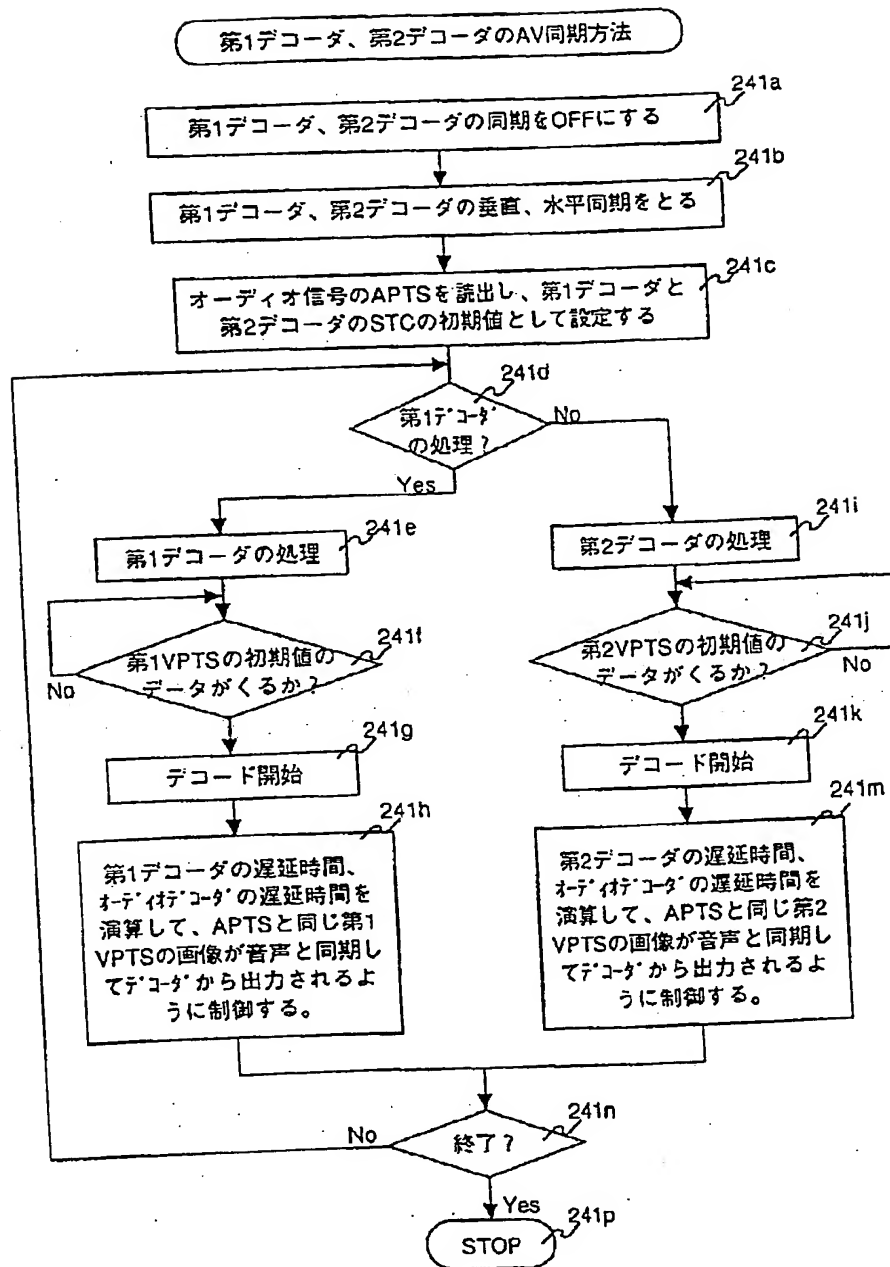 第1デコーダ、第2デコーダのAV同期方法
241a
第1デコーダ、第2デコーダの同期をOFFにする
241b
第1デコーダ、第2デコーダの垂直、水平同期をとる
241c
オーディオ信号のAPTSを読出し、第1デコーダと
第2デコーダのSTCの初期値として設定する
241d
第1ﾃﾞｺｰﾀﾞ
の処理?
No
Yes
241e
第1デコーダの処理
241i
第2デコーダの処理
241f
第1VPTSの初期値の
データがくるか?
No
241j
第2VPTSの初期値の
データがくるか?
No
241g
デコード開始
241k
デコード開始
241h
第1デコーダの遅延時間、
ｵｰﾃﾞｨｵﾃﾞｺｰﾀﾞの遅延時間を
演算して、APTSと同じ第1
VPTSの画像が音声と同期し
てﾃﾞｺｰﾀﾞから出力されるよ
うに制御する。
241m
第2デコーダの遅延時間、
ｵｰﾃﾞｨｵﾃﾞｺｰﾀﾞの遅延時間を
演算して、APTSと同じ第2
VPTSの画像が音声と同期し
てﾃﾞｺｰﾀﾞから出力されるよ
うに制御する。
241n
終了?
No
Yes
241p
STOP